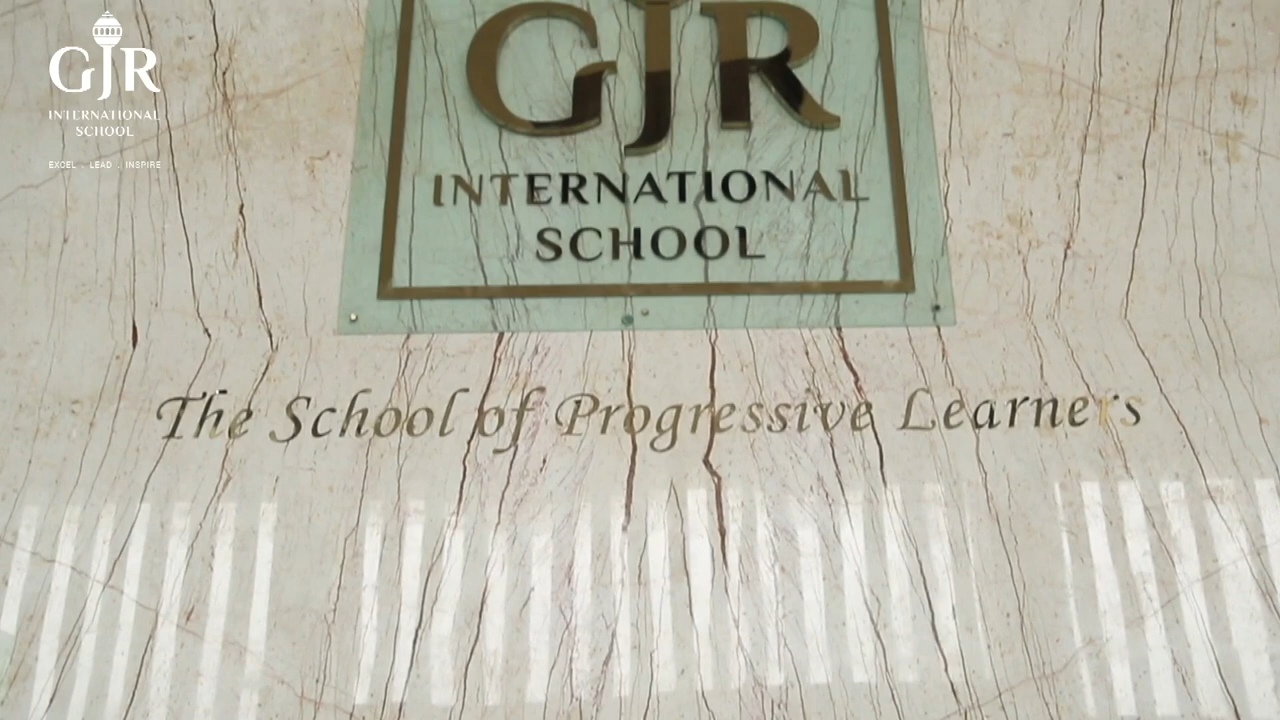 GJR
INTERNATIONAL
SCHOOL
EXCEL . LEAD . INSPIRE
GJR
INTERNATIONAL
SCHOOL
The School of Progressive Learners